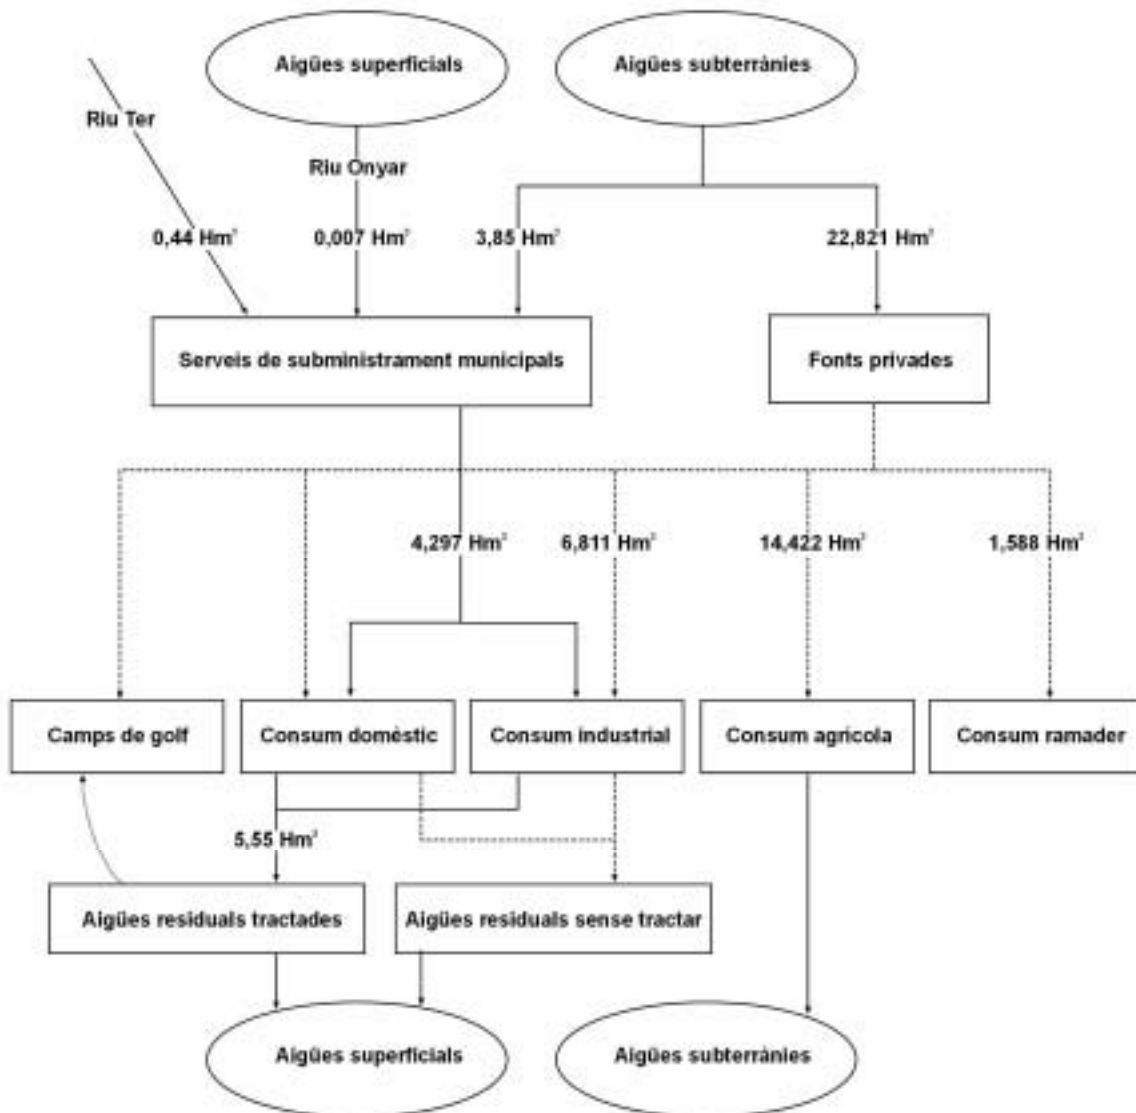 Aigües superficials
Aigües subterrànies
Riu Ter
Riu Onyar
0,44 Hm³
0,007 Hm³
3,85 Hm³
22,821 Hm³
Serveis de subministrament municipals
Fonts privades
4,297 Hm³
6,811 Hm³
14,422 Hm³
1,588 Hm³
Camps de golf
Consum domèstic
Consum industrial
Consum agrícola
Consum ramader
5,55 Hm³
Aigües residuals tractades
Aigües residuals sense tractar
Aigües superficials
Aigües subterrànies